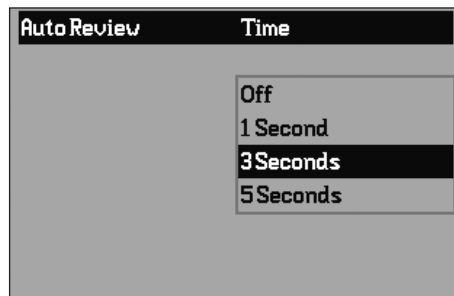 Auto Review Time
Off
1 Second
3 Seconds
5 Seconds